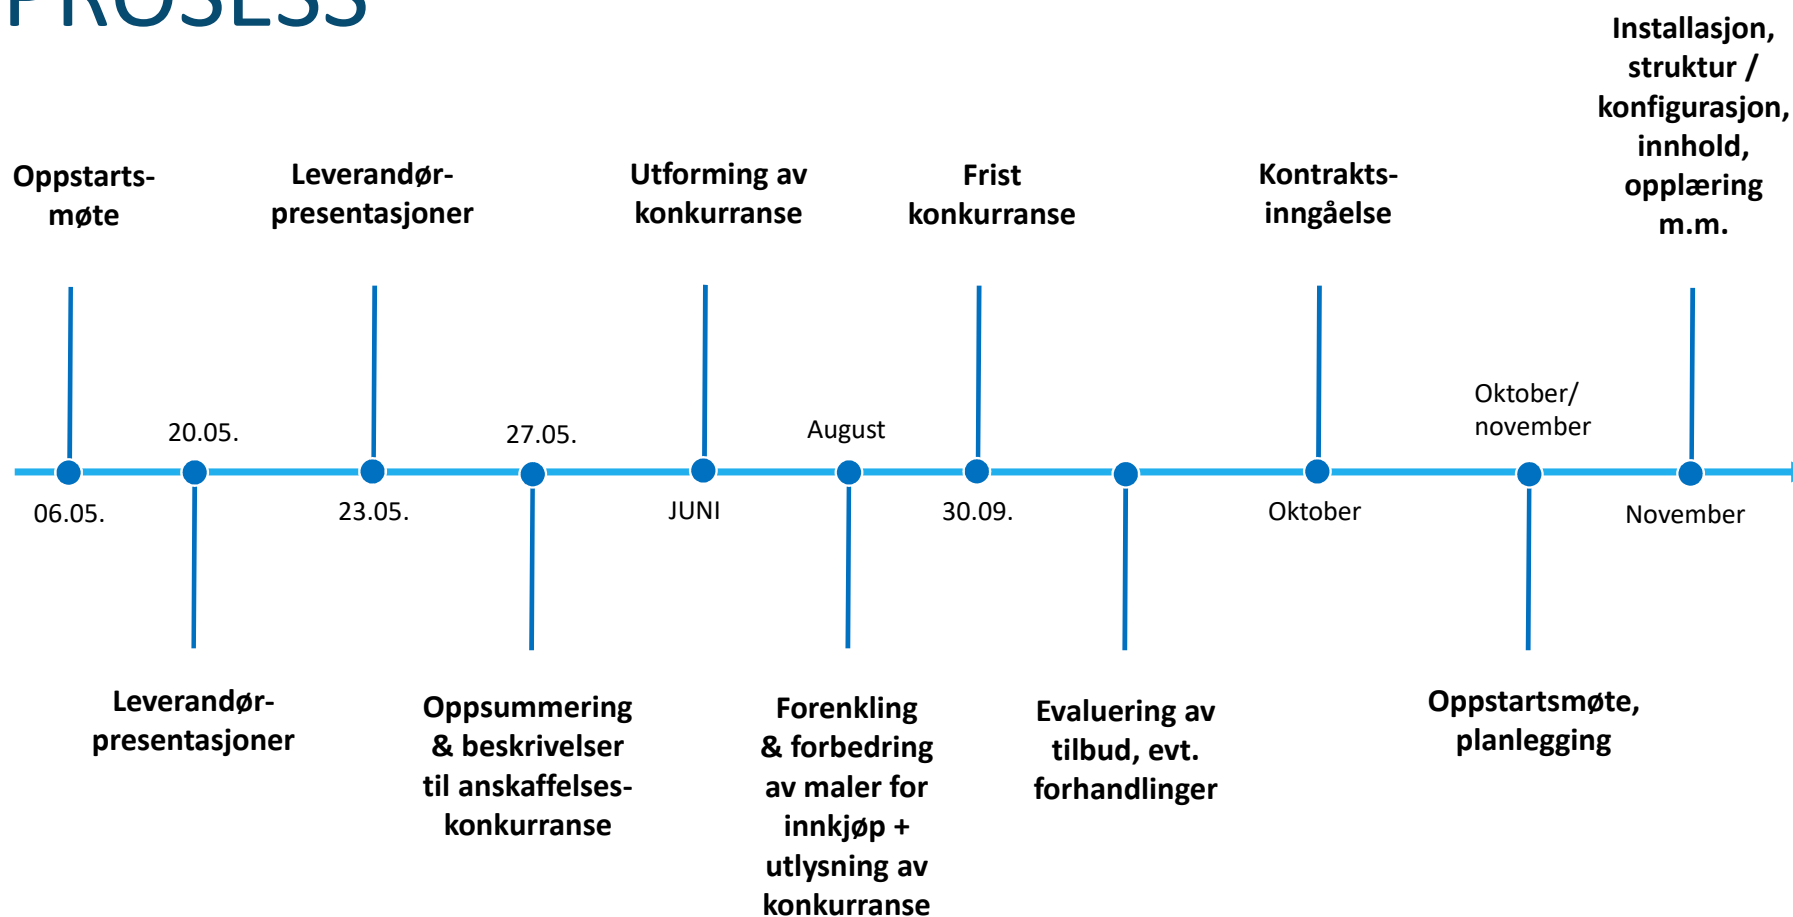 PROSESS
Installasjon,
struktur /
konfigurasjon,
innhold,
opplæring
m.m.
Oppstarts-
møte
Leverandør-
presentasjoner
Utforming av
konkurranse
Frist
konkurranse
Kontrakts-
inngåelse
20.05.
27.05.
August
Oktober/
november
06.05.
23.05.
JUNI
30.09.
Oktober
November
Leverandør-
presentasjoner
Oppsummering
& beskrivelser
til anskaffelses-
konkurranse
Forenkling
& forbedring
av maler for
innkjøp +
utlysning av
konkurranse
Evaluering av
tilbud, evt.
forhandlinger
Oppstartsmøte,
planlegging